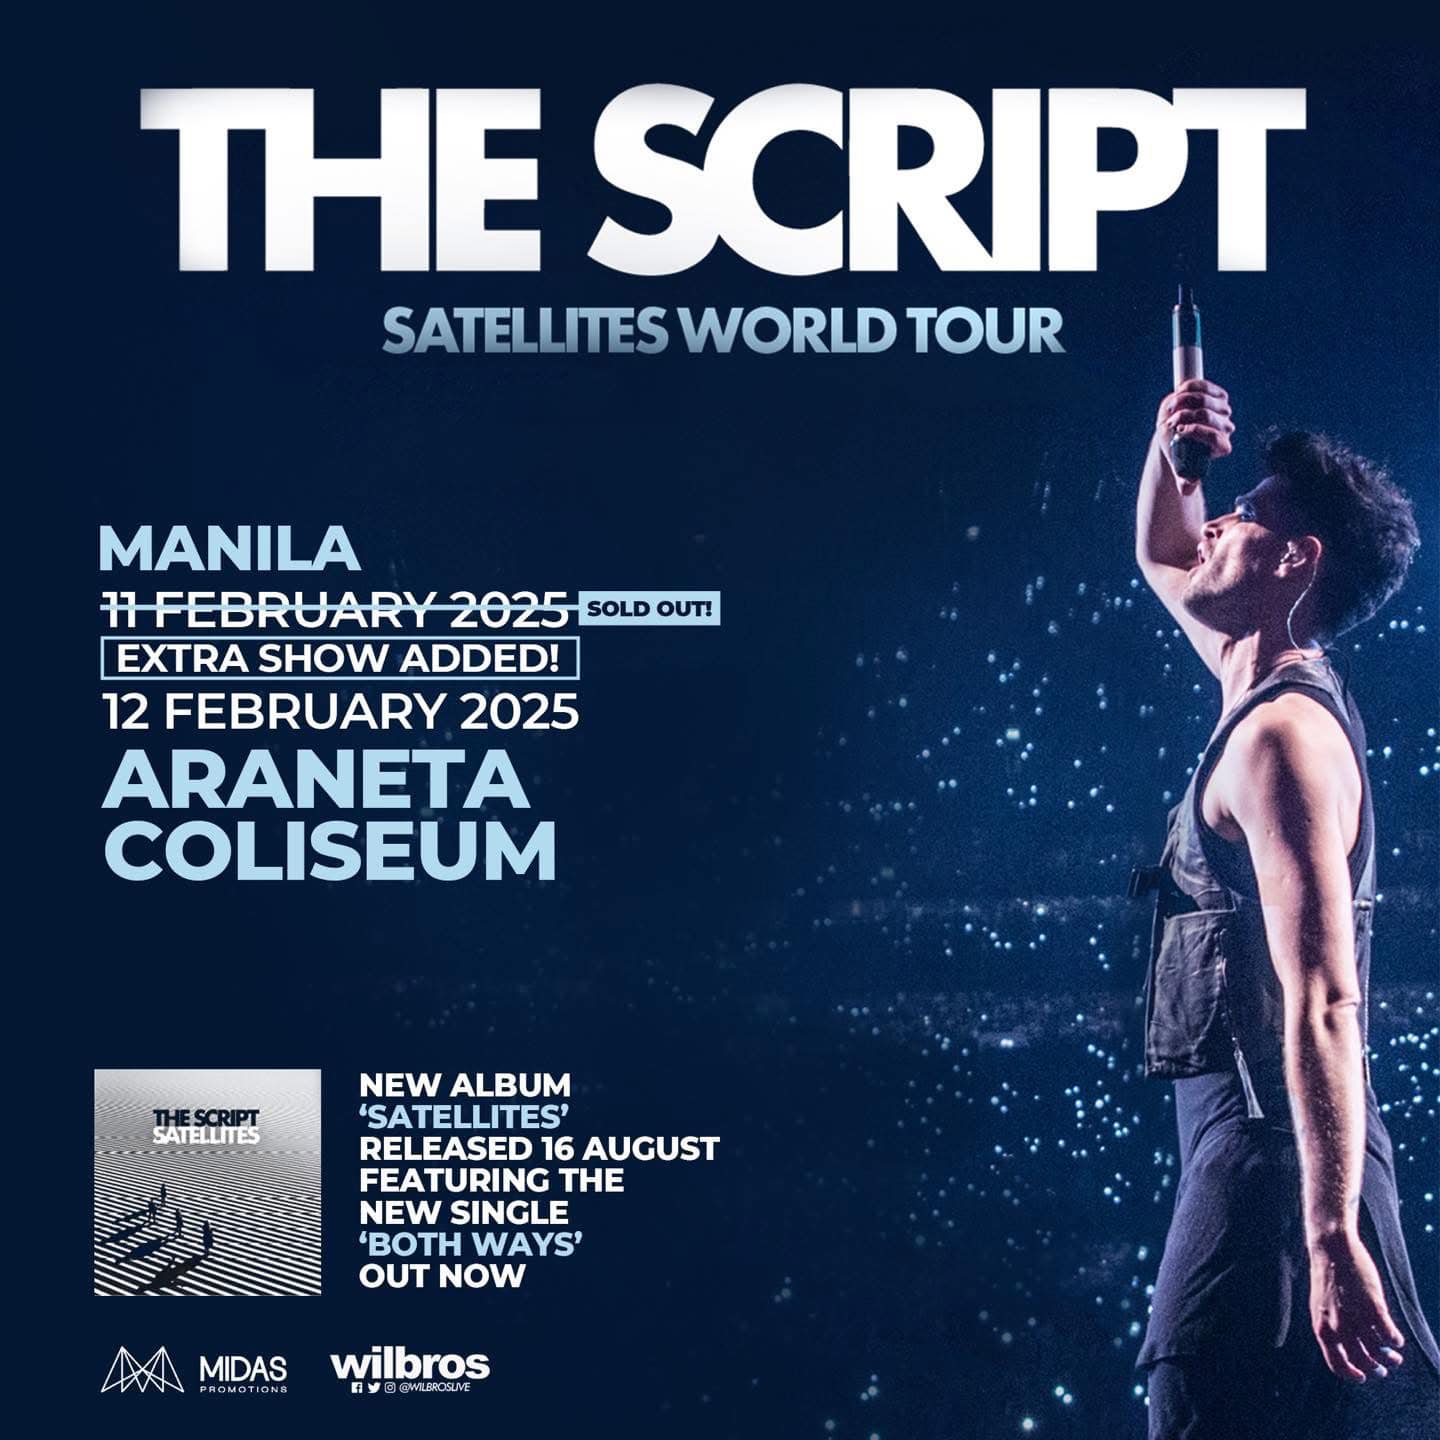 THE SCRIPT
SATELLITES WORLD TOUR
MANILA
11 FEBRUARY 2025 SOLD OUT!
EXTRA SHOW ADDED!
12 FEBRUARY 2025
ARANETA
COLISEUM
THE SCRIPT
SATELLITES
NEW ALBUM
‘SATELLITES’
RELEASED 16 AUGUST
FEATURING THE
NEW SINGLE
‘BOTH WAYS’
OUT NOW
MIDAS
PROMOTIONS
wilbros
@WILBROSLIVE